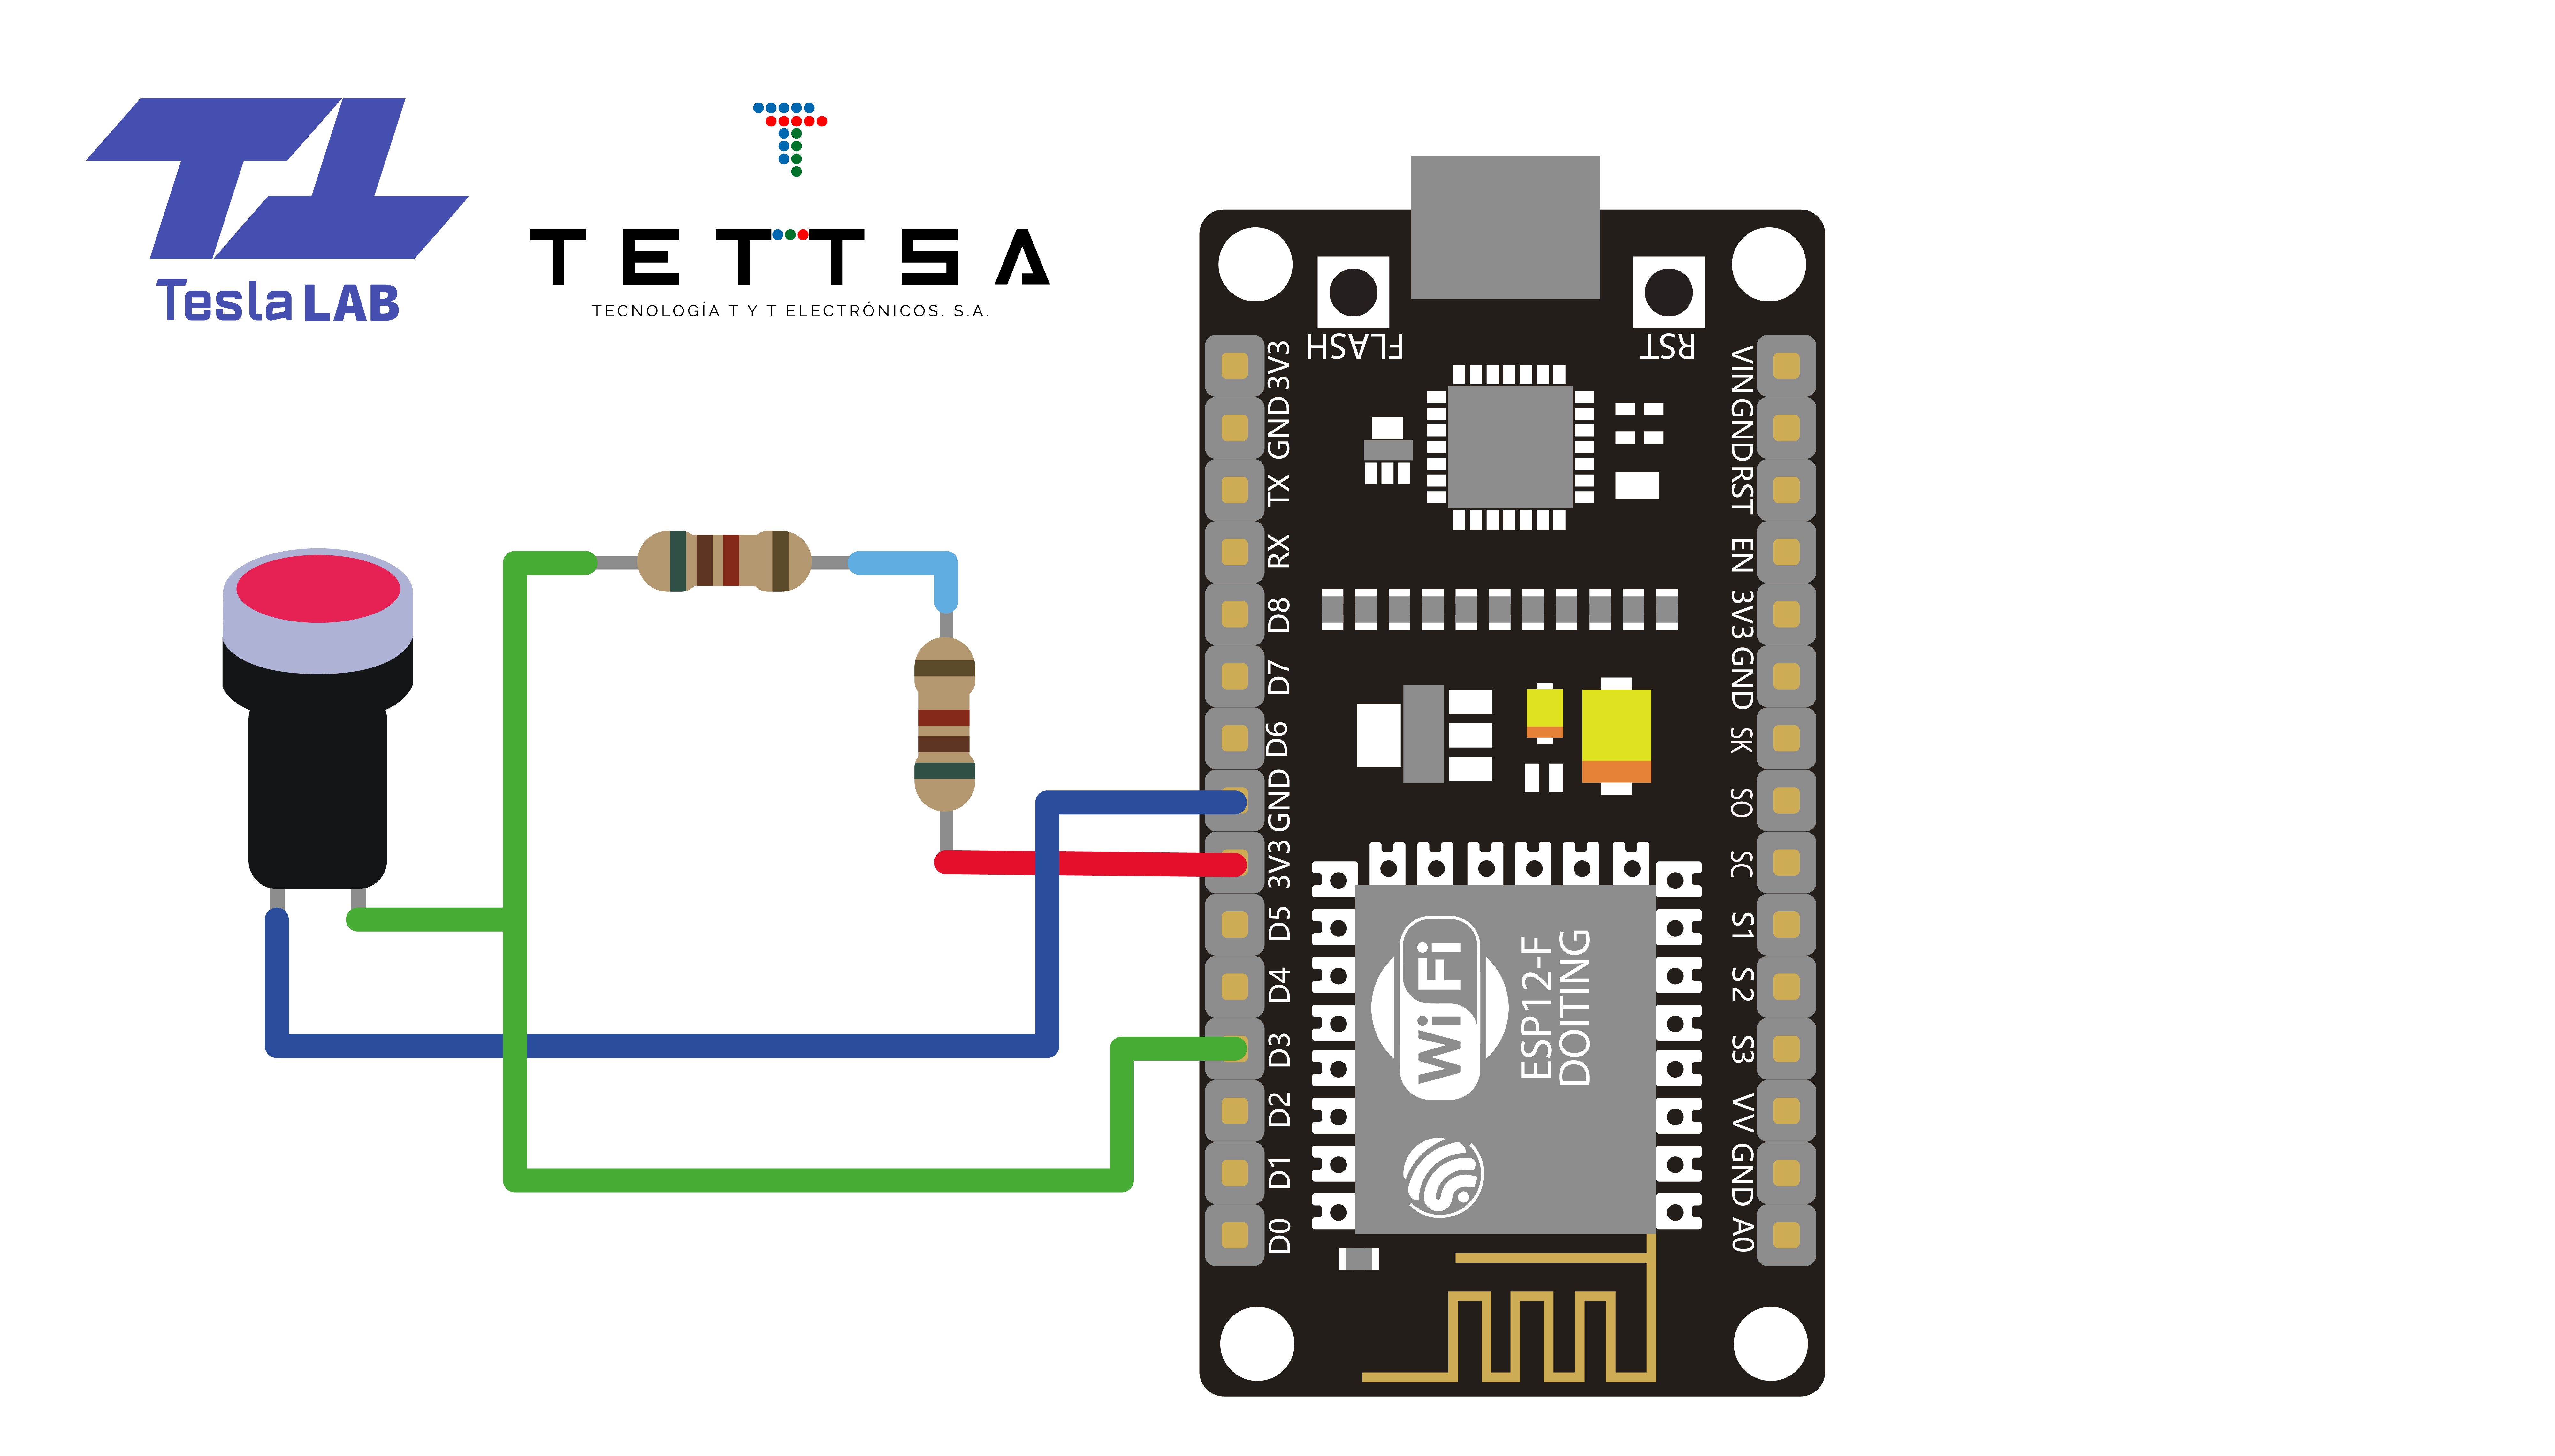 TeslaLAB
TETTSA
TECNOLOGÍA T Y T ELECTRÓNICOS. S.A.
FLASH
RST
3V3
GND
TX
RX
D8
D7
D6
GND
3V3
D5
D4
D3
D2
D1
D0
VIN
GND
RST
EN
3V3
GND
SK
SO
SC
S1
S2
S3
VV
GND
A0
WiFi
ESP12-F
DOITING